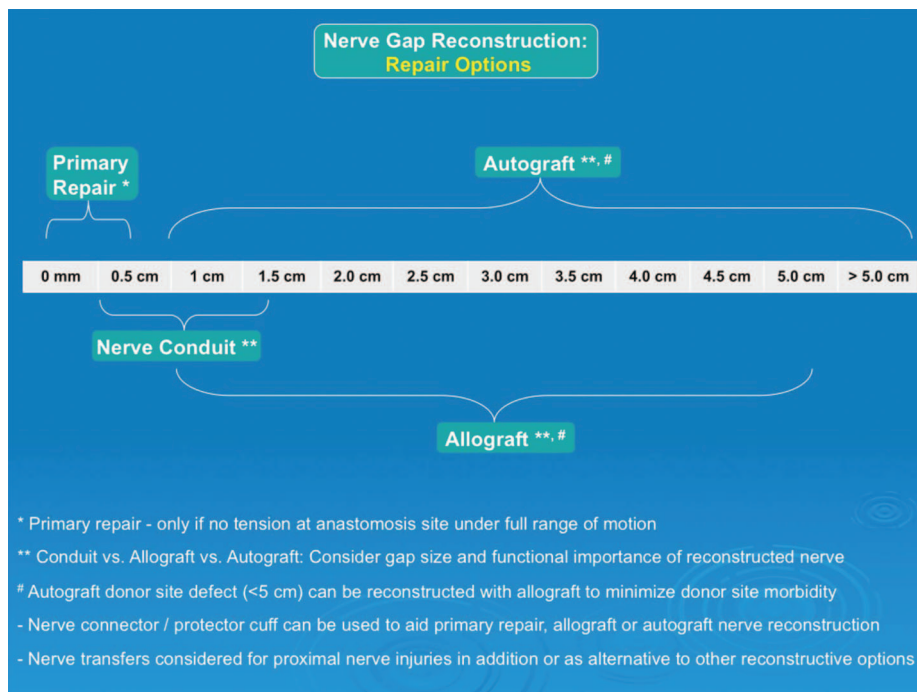 Nerve Gap Reconstruction:
Repair Options
Primary
Repair *
Autograft **, #
0 mm 0.5 cm 1 cm 1.5 cm 2.0 cm 2.5 cm 3.0 cm 3.5 cm 4.0 cm 4.5 cm 5.0 cm > 5.0 cm
Nerve Conduit **
Allograft **, #
* Primary repair - only if no tension at anastomosis site under full range of motion
** Conduit vs. Allograft vs. Autograft: Consider gap size and functional importance of reconstructed nerve
# Autograft donor site defect (<5 cm) can be reconstructed with allograft to minimize donor site morbidity
- Nerve connector / protector cuff can be used to aid primary repair, allograft or autograft nerve reconstruction
- Nerve transfers considered for proximal nerve injuries in addition or as alternative to other reconstructive options